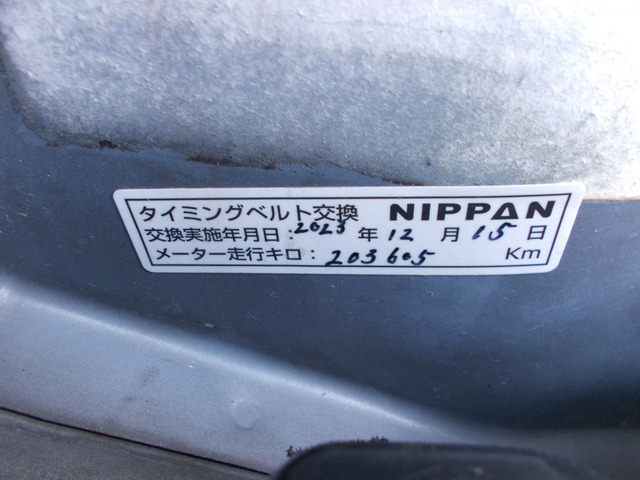 タイミングベルト交換 NIPPAN
交換実施年月日：2023 年 12 月 15 日
メーター走行キロ： 203605 Km